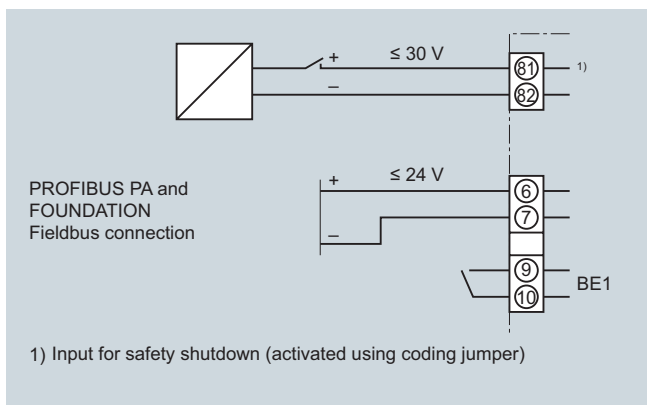 + ≤ 30 V
81 1)
–
82
PROFIBUS PA and
FOUNDATION
Fieldbus connection
+ ≤ 24 V
6
7
–
9
10
BE1
1) Input for safety shutdown (activated using coding jumper)